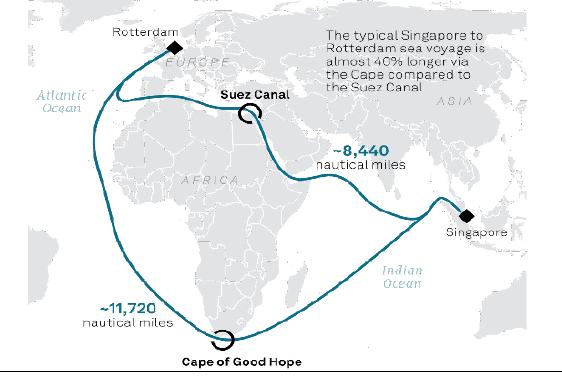 Rotterdam
The typical Singapore to
Rotterdam sea voyage is
almost 40% longer via
the Cape compared to
the Suez Canal
EUROPE
Atlantic
Ocean
Suez Canal
ASIA
~8,440
nautical miles
AFRICA
Singapore
Indian
Ocean
~11,720
nautical miles
Cape of Good Hope